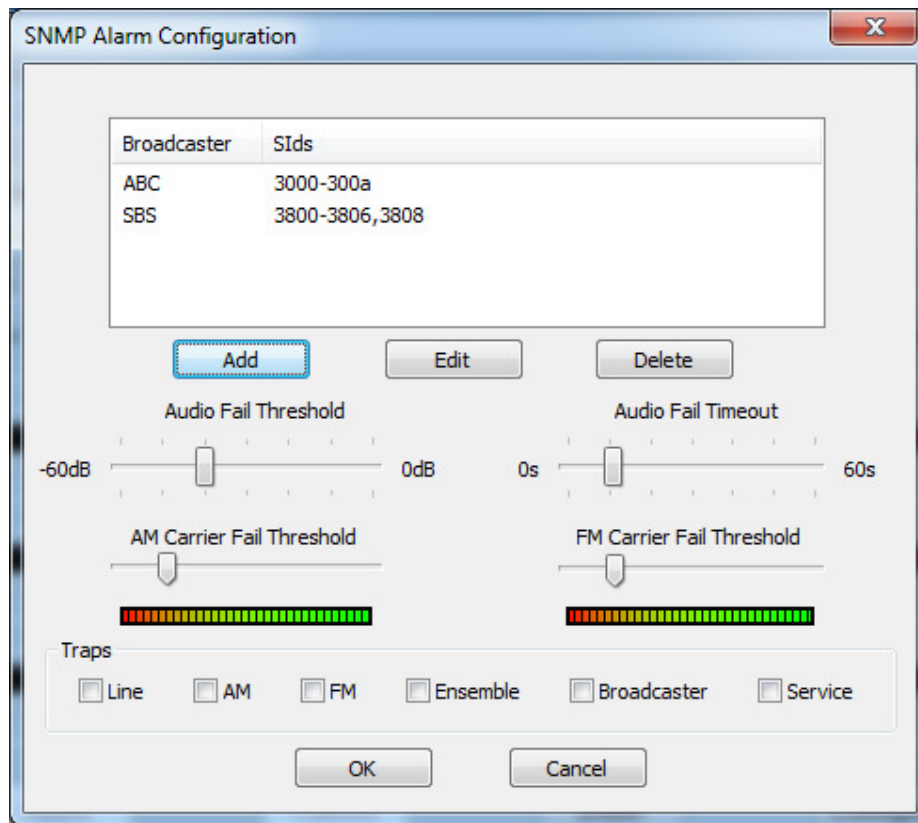 SNMP Alarm Configuration
X
Broadcaster SIds
ABC 3000-300a
SBS 3800-3806,3808
Add Edit Delete
Audio Fail Threshold Audio Fail Timeout
-60dB 0dB 0s 60s
AM Carrier Fail Threshold FM Carrier Fail Threshold
Traps
Line AM FM Ensemble Broadcaster Service
OK Cancel